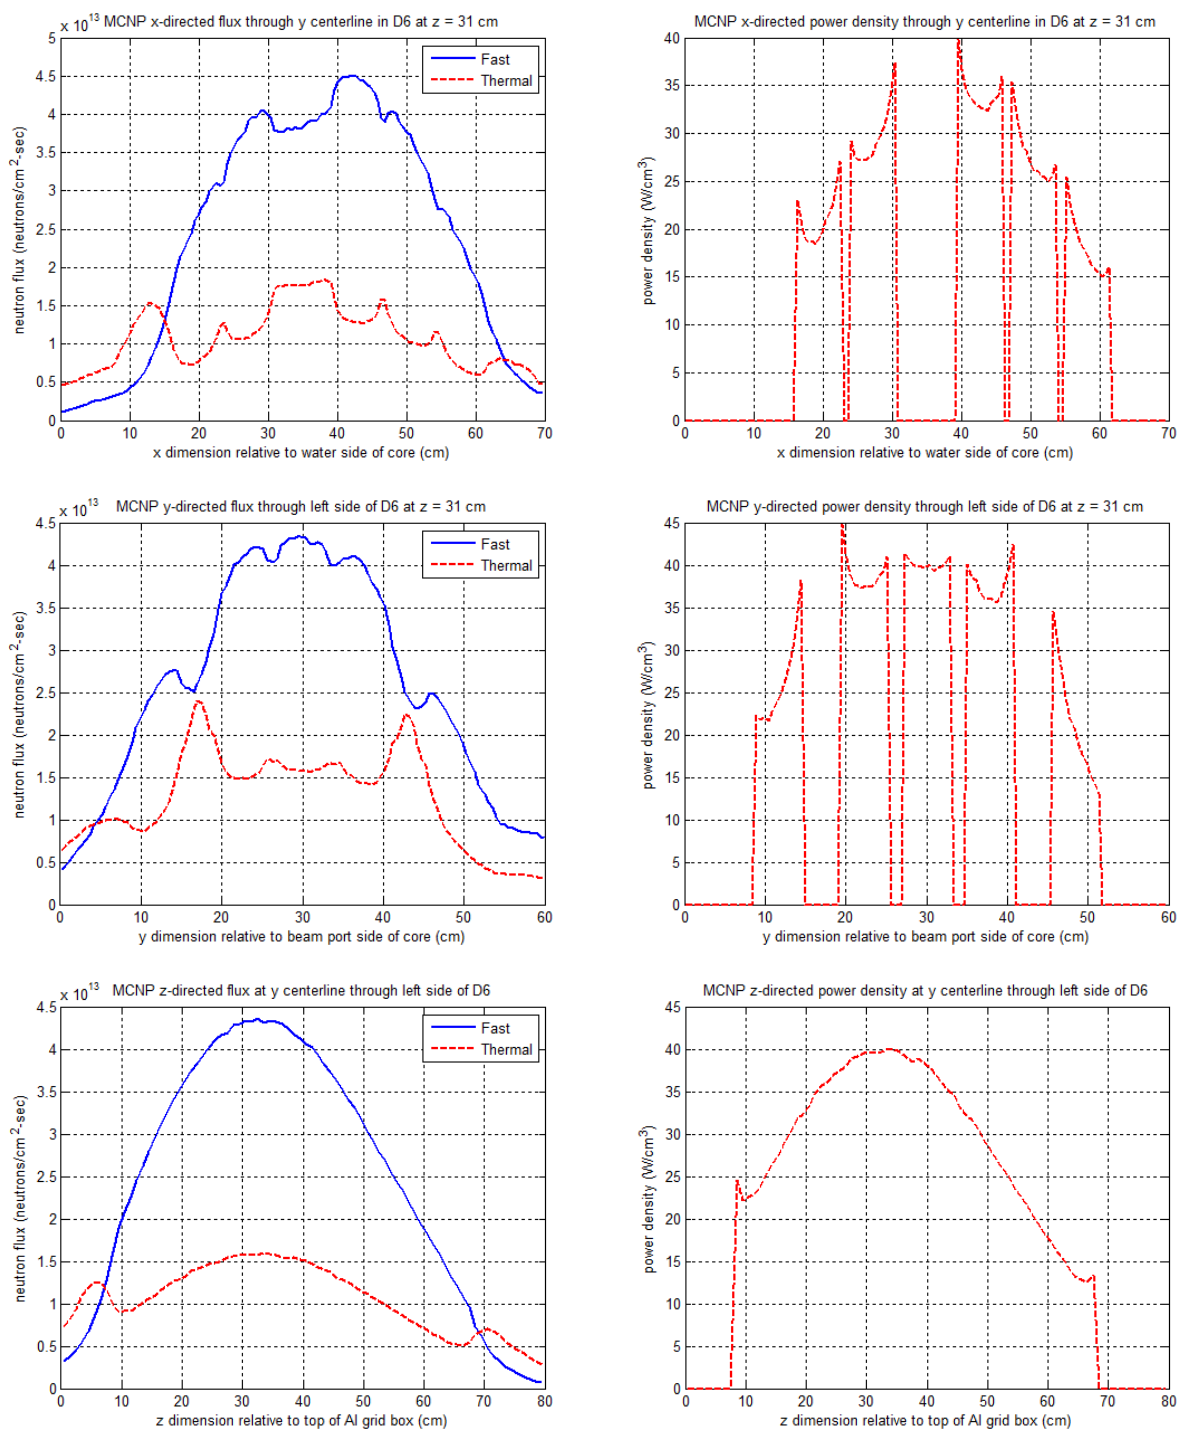 x 10^13
MCNP x-directed flux through y centerline in D6 at z = 31 cm
5
4.5
4
3.5
3
2.5
2
1.5
1
0.5
0
neutron flux (neutrons/cm^2-sec)
Fast
Thermal
0 10 20 30 40 50 60 70
x dimension relative to water side of core (cm)
MCNP x-directed power density through y centerline in D6 at z = 31 cm
40
35
30
25
20
15
10
5
0
power density (W/cm^3)
0 10 20 30 40 50 60 70
x dimension relative to water side of core (cm)
x 10^13
MCNP y-directed flux through left side of D6 at z = 31 cm
4.5
4
3.5
3
2.5
2
1.5
1
0.5
0
neutron flux (neutrons/cm^2-sec)
Fast
Thermal
0 10 20 30 40 50 60
y dimension relative to beam port side of core (cm)
MCNP y-directed power density through left side of D6 at z = 31 cm
45
40
35
30
25
20
15
10
5
0
power density (W/cm^3)
0 10 20 30 40 50 60
y dimension relative to beam port side of core (cm)
x 10^13
MCNP z-directed flux at y centerline through left side of D6
4.5
4
3.5
3
2.5
2
1.5
1
0.5
0
neutron flux (neutrons/cm^2-sec)
Fast
Thermal
0 10 20 30 40 50 60 70 80
z dimension relative to top of Al grid box (cm)
MCNP z-directed power density at y centerline through left side of D6
45
40
35
30
25
20
15
10
5
0
power density (W/cm^3)
0 10 20 30 40 50 60 70 80
z dimension relative to top of Al grid box (cm)